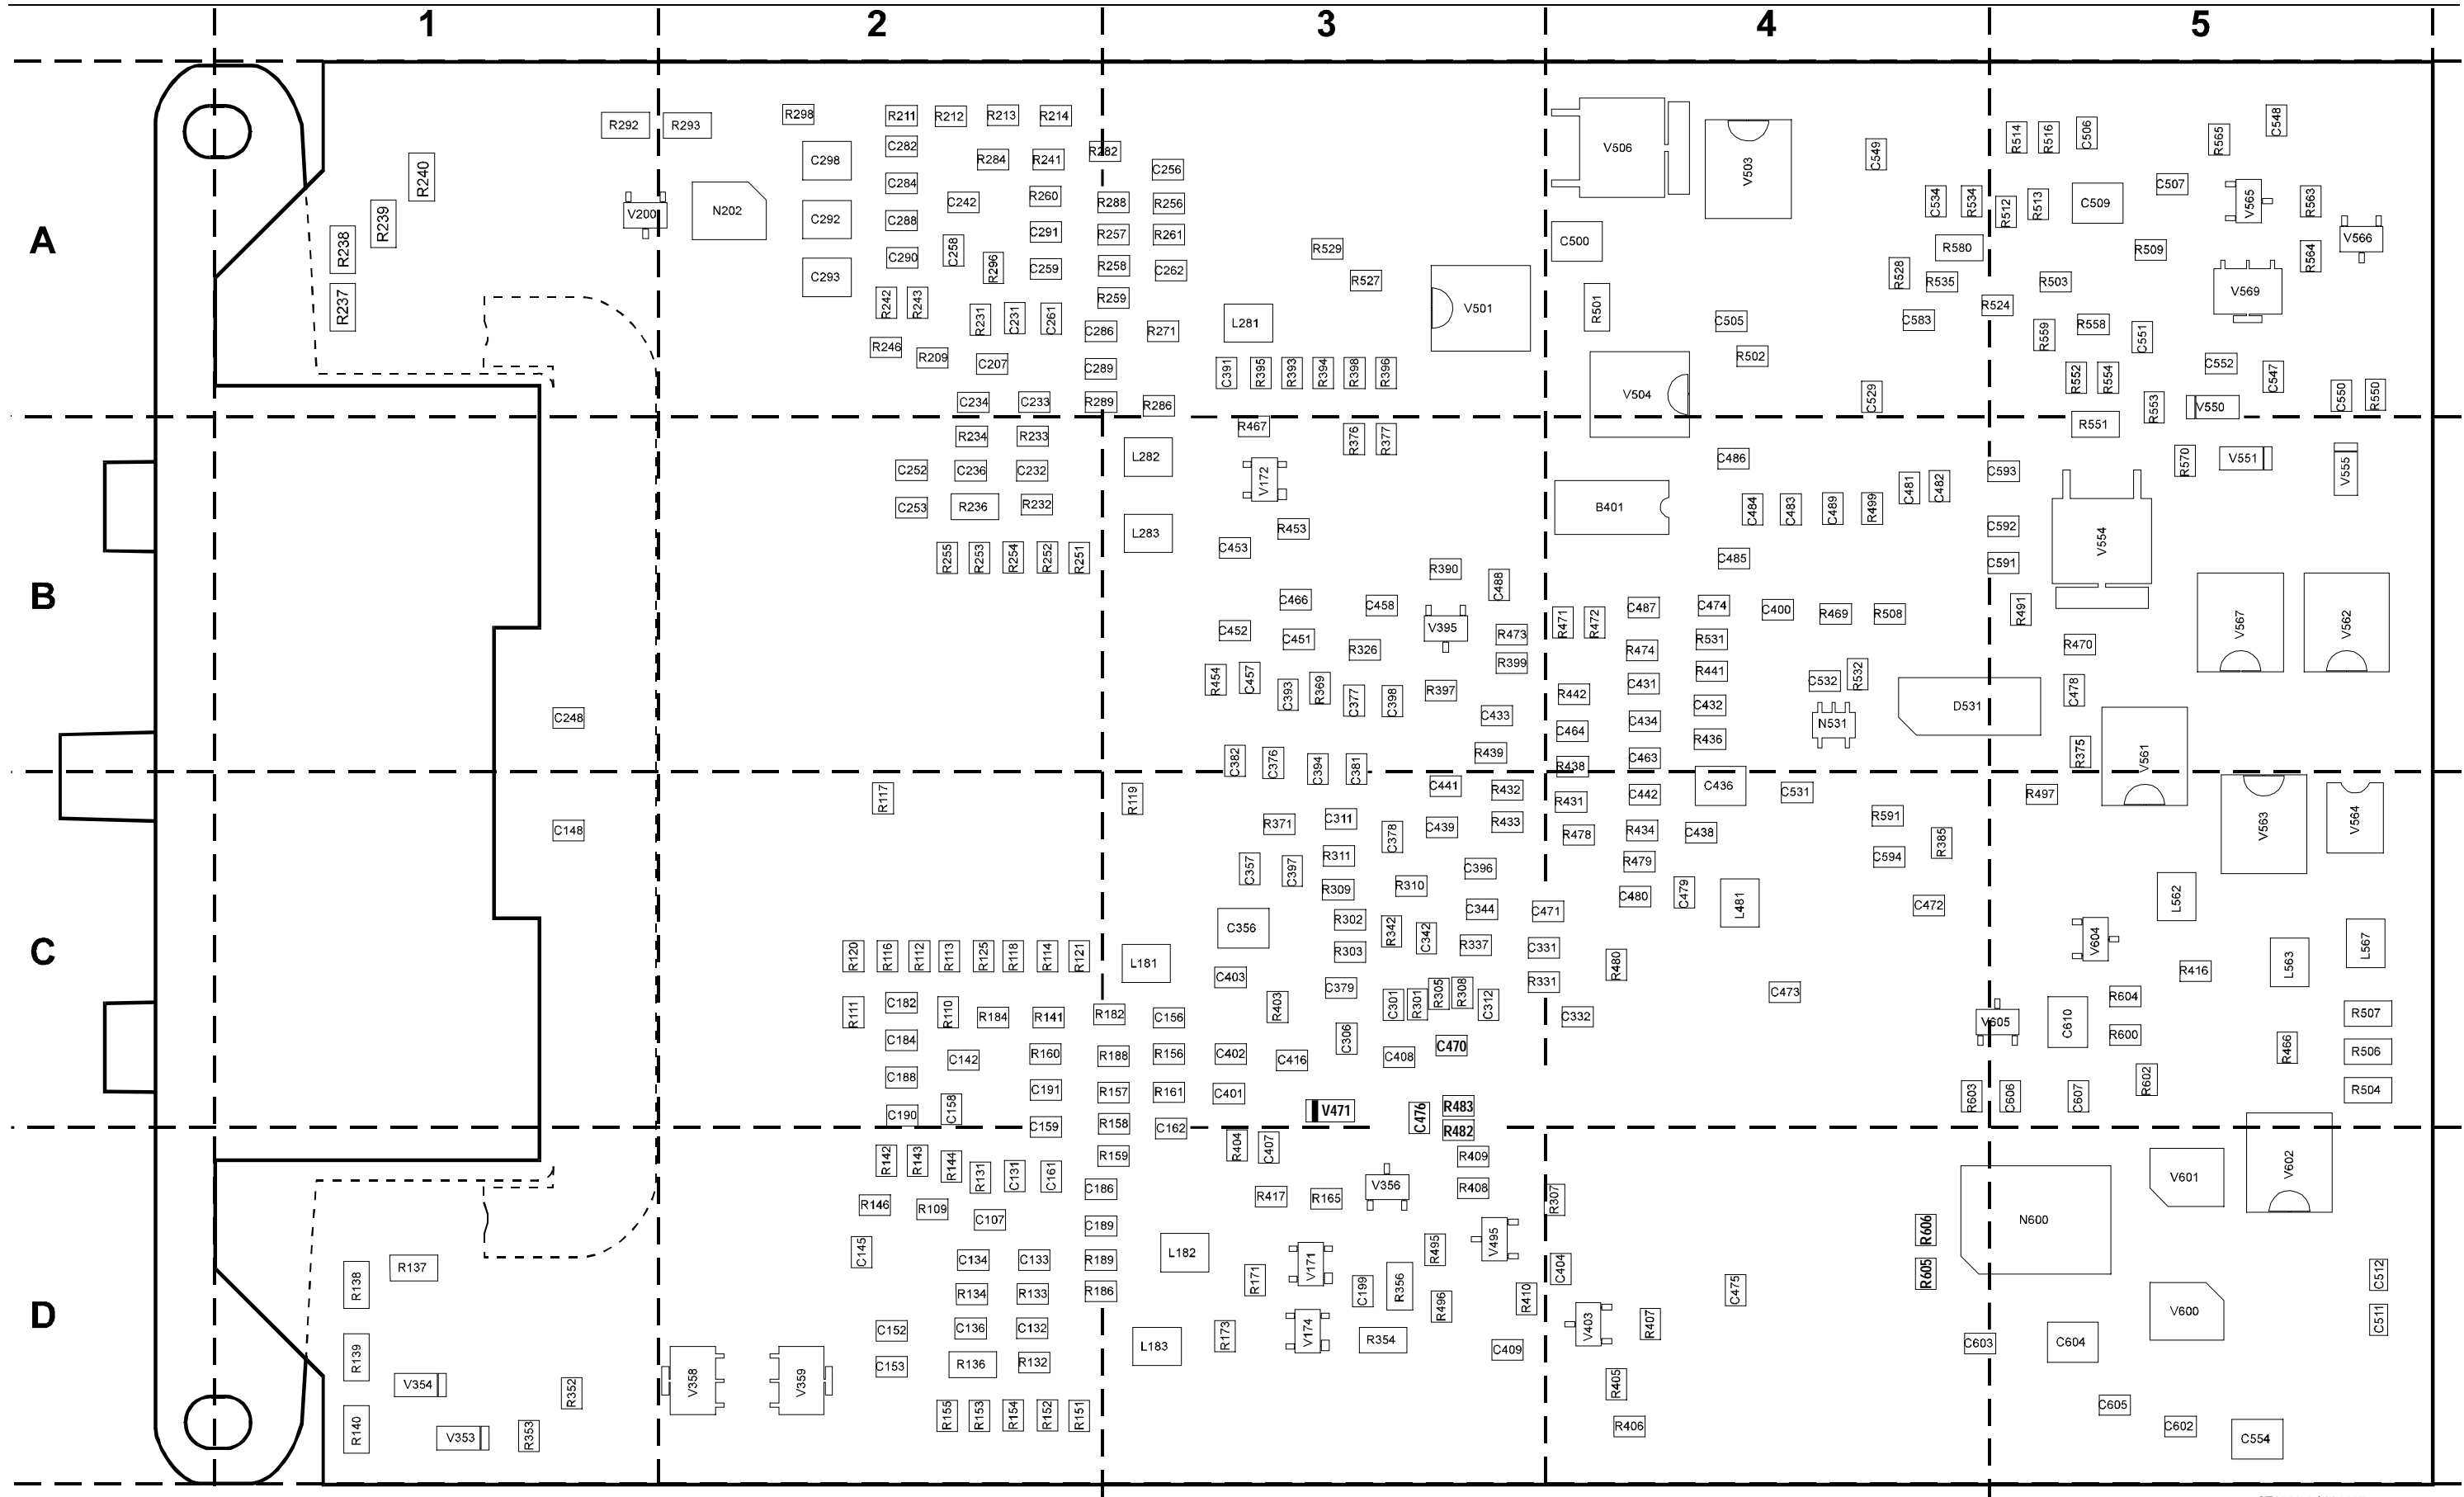 1 2 3 4 5
R292 R293 R298 R211 R212 R213 R214
C298 C282 R284 R241 R282 C256
V506 V503 C549 R514 R516 C506 R565 C548
R240 R239 R238 R237
V200 N202 C292 C293 C284 C288 C290 C242 C258 R296 R260 C291 C259
R288 R257 R258 R259 R256 R261 C262
A
R529 R527 V501 L281
C500 R501 C505 R502 V504 C529
C534 R534 R512 R513 C509 C507 V565 R563 V566
R580 R528 R535 C583 R524 R503 R509 R564 V569
R242 R243 R231 C231 C261 C286 R271
R246 R209 C207 C289
C391 R395 R393 R394 R398 R396
R559 R558 C551 R552 R554 C552 C547
C234 C233 R289 R286
R553 V550 C550 R550
R234 R233 R467 R376 R377 R551
C252 C236 C232 L282 V172 C486 C593 R570 V551 V555
C253 R236 R232 L283 R453 B401 C484 C483 C489 R499 C481 C482 C592 V554
R255 R253 R254 R252 R251 C453 R390 C488 C485 C591
B
C466 C458 V395 R473 R471 R472 C487 C474 C400 R469 R508 R491
C452 C451 R326 R399 R474 R531 R470 V567 V562
R454 C457 C393 R369 C377 C398 R397 R442 C431 R441 C532 R532 C478
C248 C433 C464 C434 C432 N531 D531
C382 C376 C394 C381 R439 R438 C463 R436 R375 V561
R117 R119 C441 R432 R431 C442 C436 C531 R497
C148 R371 C311 C378 C439 R433 R478 R434 C438 R591 R385 V563 V564
C357 C397 R311 C396 R479 C594
R309 R310 C480 C479 L481 C472 L562
C
C356 R302 R342 C342 C344 C471
R120 R116 R112 R113 R125 R118 R114 R121 L181 R303 R337 C331 R480 V604 L563 L567
C403 C379 R331 C473 R416
R111 C182 R110 R184 R141 R182 C156 R403 C301 R301 R305 R308 C312 C332 V605 C610 R604 R507
C184 C142 R160 R188 R156 C402 C416 C306 C408 C470 R600 R466 R506
C188 C191 R157 R161 C401 R603 C606 C607 R602 R504
C190 C158 C159 R158 C162 V471 C476 R483 R482
R142 R143 R144 R131 C131 C161 R159 R404 C407 R409 V602
R146 R109 C107 C186 R417 R165 V356 R408 R307 V601
C145 C134 C133 C189 R189 L182 V171 R495 V495 C404 R606 N600
R137 R138 R134 R133 R186 R171 C199 R356 R496 R410 C475 R605 C512
D
C152 C136 C132 R173 V174 R354 V403 R407 V600 C511
R139 C153 R136 R132 L183 C409 C603 C604
V354 R352 V358 V359 R405
R140 V353 R353 R155 R153 R154 R152 R151 R406 C605 C602 C554